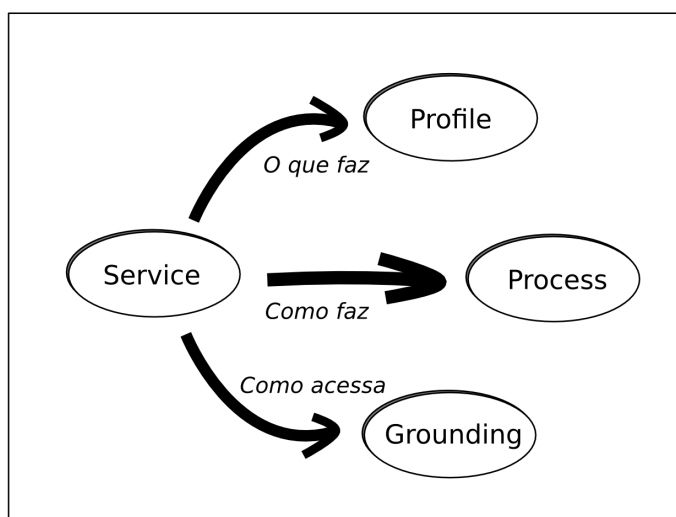 Profile
O que faz
Service
Process
Como faz
Como acessa
Grounding